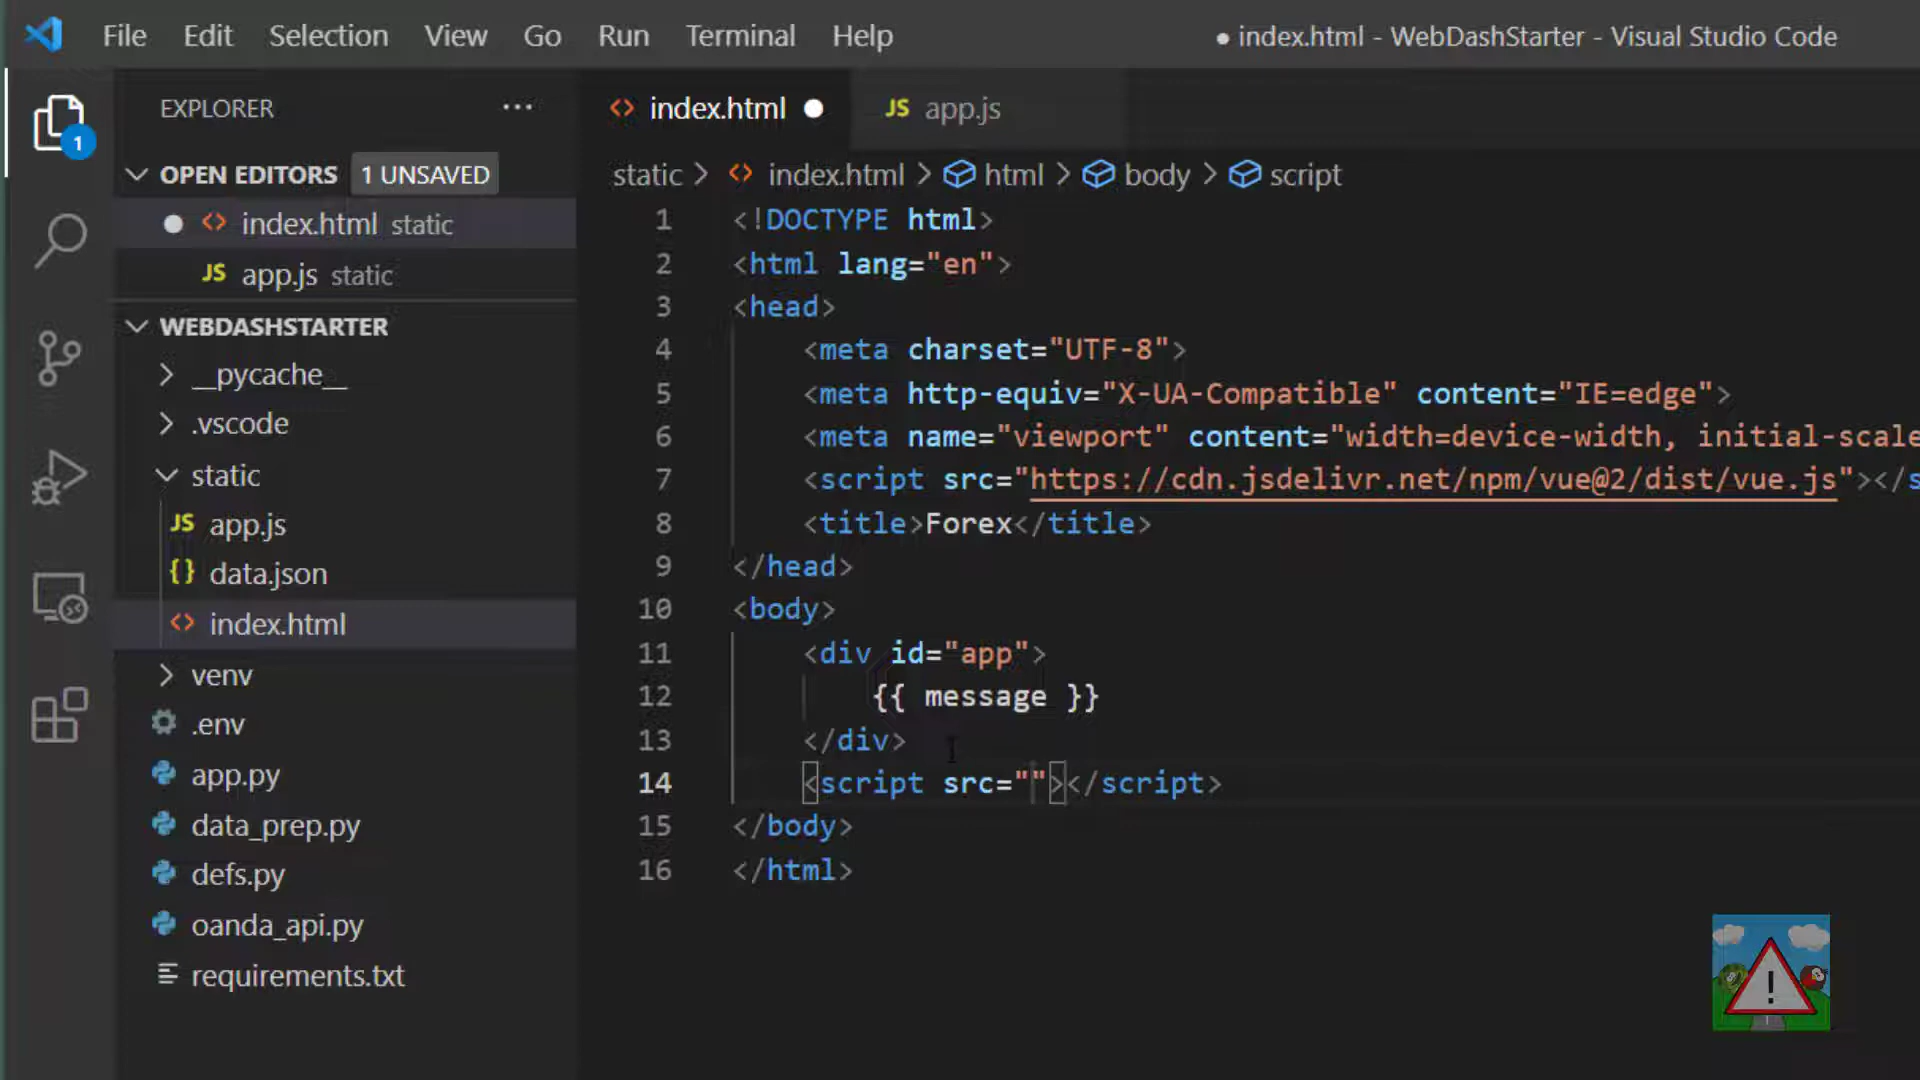 File Edit Selection View Go Run Terminal Help
● index.html - WebDashStarter - Visual Studio Code
1
EXPLORER ···
OPEN EDITORS 1 UNSAVED
index.html static
JS app.js static
WEBDASHSTARTER
__pycache__
.vscode
static
JS app.js
{} data.json
<> index.html
venv
.env
app.py
data_prep.py
defs.py
oanda_api.py
requirements.txt
<> index.html ●
JS app.js
static > <> index.html > html > body > script
1 <!DOCTYPE html>
2 <html lang="en">
3 <head>
4 <meta charset="UTF-8">
5 <meta http-equiv="X-UA-Compatible" content="IE=edge">
6 <meta name="viewport" content="width=device-width, initial-scale
7 <script src="https://cdn.jsdelivr.net/npm/vue@2/dist/vue.js"></s
8 <title>Forex</title>
9 </head>
10 <body>
11 <div id="app">
12 {{ message }}
13 </div>
14 <script src=""></script>
15 </body>
16 </html>
!